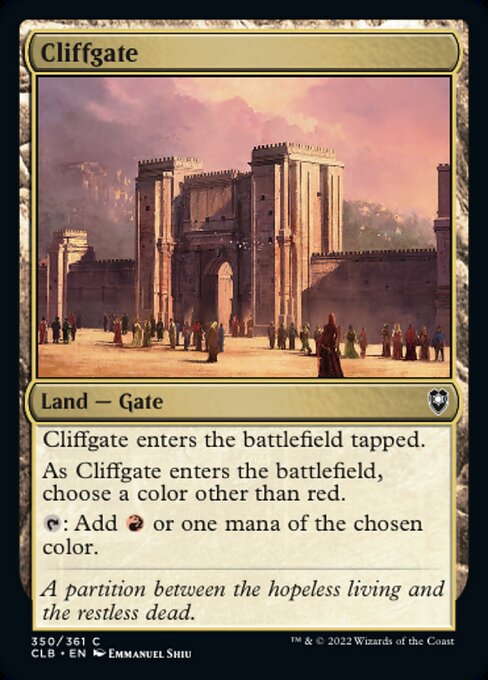 Cliffgate
Land — Gate
Cliffgate enters the battlefield tapped.
As Cliffgate enters the battlefield,
choose a color other than red.
: Add or one mana of the chosen
color.
A partition between the hopeless living and
the restless dead.
350/361 C
CLB • EN Emmanuel Shiu
™ & © 2022 Wizards of the Coast